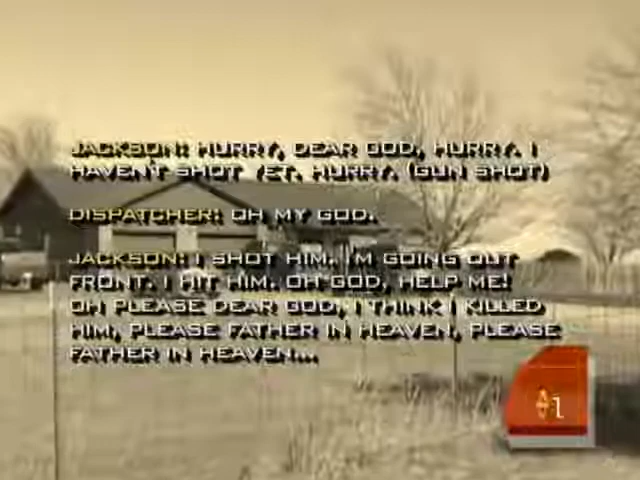 JACKSON: HURRY, DEAR GOD, HURRY. I
HAVEN'T SHOT YET. HURRY. (GUN SHOT)
DISPATCHER: OH MY GOD.
JACKSON: I SHOT HIM. I'M GOING OUT
FRONT. I HIT HIM. OH GOD, HELP ME!
OH PLEASE DEAR GOD, I THINK I KILLED
HIM, PLEASE FATHER IN HEAVEN, PLEASE
FATHER IN HEAVEN...